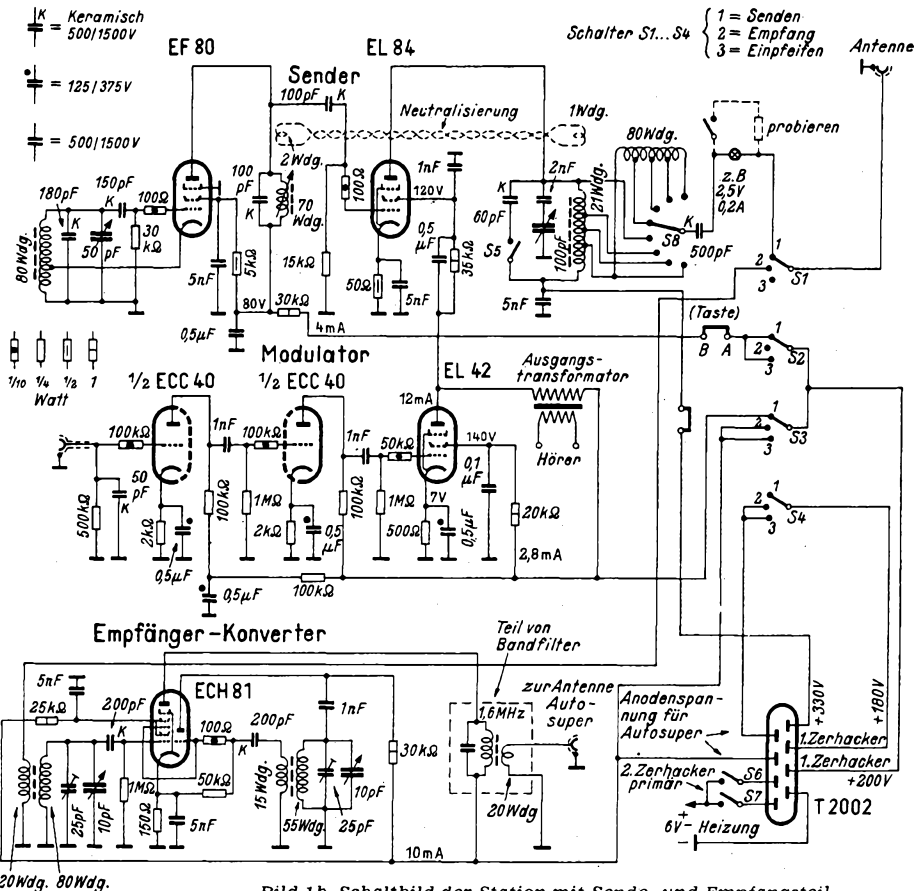 K = Keramisch
500/1500V
= 125/375V
= 500/1500V
EF 80
EL 84
Sender
Schalter S1...S4
1 = Senden
2 = Empfang
3 = Einpfeifen
Antenne
100pF
K
Neutralisierung
1Wdg.
2Wdg.
80Wdg.
probieren
z.B
2,5V
0,2A
180pF
150pF
K
K
100Ω
50 pF
30 kΩ
80Wdg.
100 pF
K
70 Wdg.
100Ω
120V
1nF
2nF
K
60pF
S5
100pF
21Wdg.
S8
K
500pF
1
2
3
S1
5nF
5kΩ
15kΩ
50Ω
5nF
0,5 µF
35kΩ
5nF
80V
30kΩ
4mA
0,5µF
(Taste)
B
A
1
2
3
S2
1/10
1/4
1/2
1
Watt
Modulator
1/2 ECC 40
1/2 ECC 40
EL 42
Ausgangs-
transformator
Hörer
12mA
140V
1
2
3
S3
100kΩ
1nF
100kΩ
1nF
50kΩ
50 pF
K
500kΩ
2kΩ
0,5µF
100kΩ
1MΩ
2kΩ
0,5 µF
100kΩ
1MΩ
7V
500Ω
0,5µF
0,1 µF
20kΩ
2,8mA
1
2
3
S4
0,5µF
100kΩ
Empfänger-Konverter
Teil von
Bandfilter
ECH 81
5nF
25kΩ
200pF
K
100Ω
200pF
K
1nF
1,6MHz
zur Antenne
Auto-
super
Anodenspan-
nung für
Autosuper
+330V
+180V
1.Zerhacker
1.Zerhacker
+200V
2.Zerhacker
primär
S6
S7
T2002
25pF
10pF
1MΩ
150Ω
50kΩ
5nF
15Wdg.
55Wdg.
10pF
25pF
30kΩ
20Wdg
+
-
6V-Heizung
10mA
20Wdg. 80Wdg.
Bild 1b. Schaltbild der Station mit Sende- und Empfangsteil